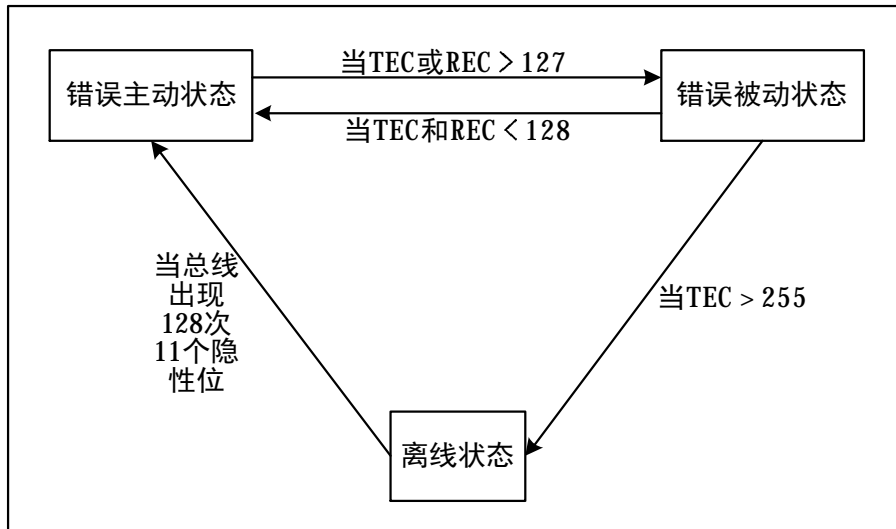 错误主动状态
当TEC或REC＞127
错误被动状态
当TEC和REC＜128
当总线
出现
128次
11个隐
性位
当TEC＞255
离线状态